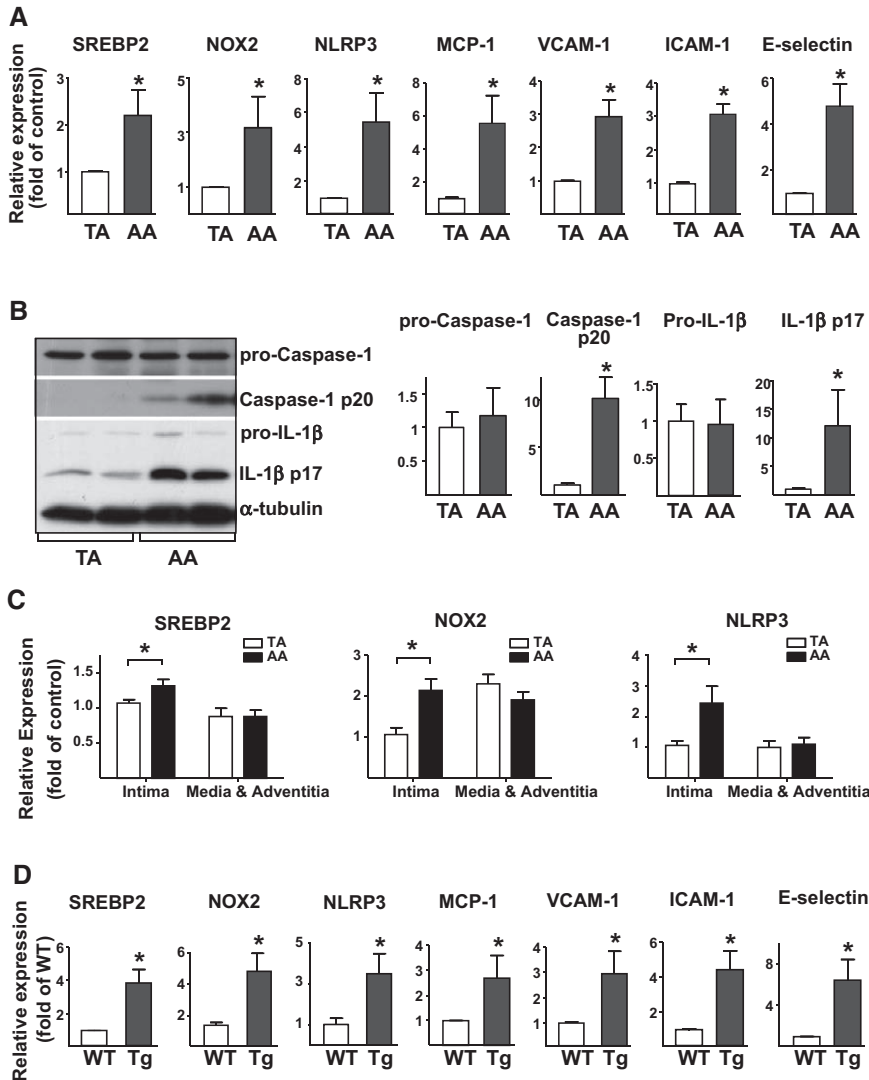 A
SREBP2 NOX2 NLRP3 MCP-1 VCAM-1 ICAM-1 E-selectin
Relative expression
(fold of control)
3 5 8 8 4 4 6
* * * * * * *
2 3 6 6 3 3 4
4 4 2 2 2
1 1 2 2 1 1
TA AA TA AA TA AA TA AA TA AA TA AA TA AA
B
pro-Caspase-1
Caspase-1 p20
pro-IL-1β
IL-1β p17
α-tubulin
TA AA
pro-Caspase-1 Caspase-1 p20 Pro-IL-1β IL-1β p17
* *
1.5 10 1.5 20
1.0 5 1.0 15
0.5 0.5 10
5
TA AA TA AA TA AA TA AA
C
SREBP2 NOX2 NLRP3
Relative Expression
(fold of control)
TA TA TA
AA AA AA
* * *
1.5 3 4
1.0 2 3
0.5 1 2
1
Intima Media & Adventitia Intima Media & Adventitia Intima Media & Adventitia
D
SREBP2 NOX2 NLRP3 MCP-1 VCAM-1 ICAM-1 E-selectin
Relative expression
(fold of WT)
* * * * * * *
6 6 5 4 4 6 8
4 4 3 3 3 4 4
2 2 1 2 2 2
1 1
WT Tg WT Tg WT Tg WT Tg WT Tg WT Tg WT Tg